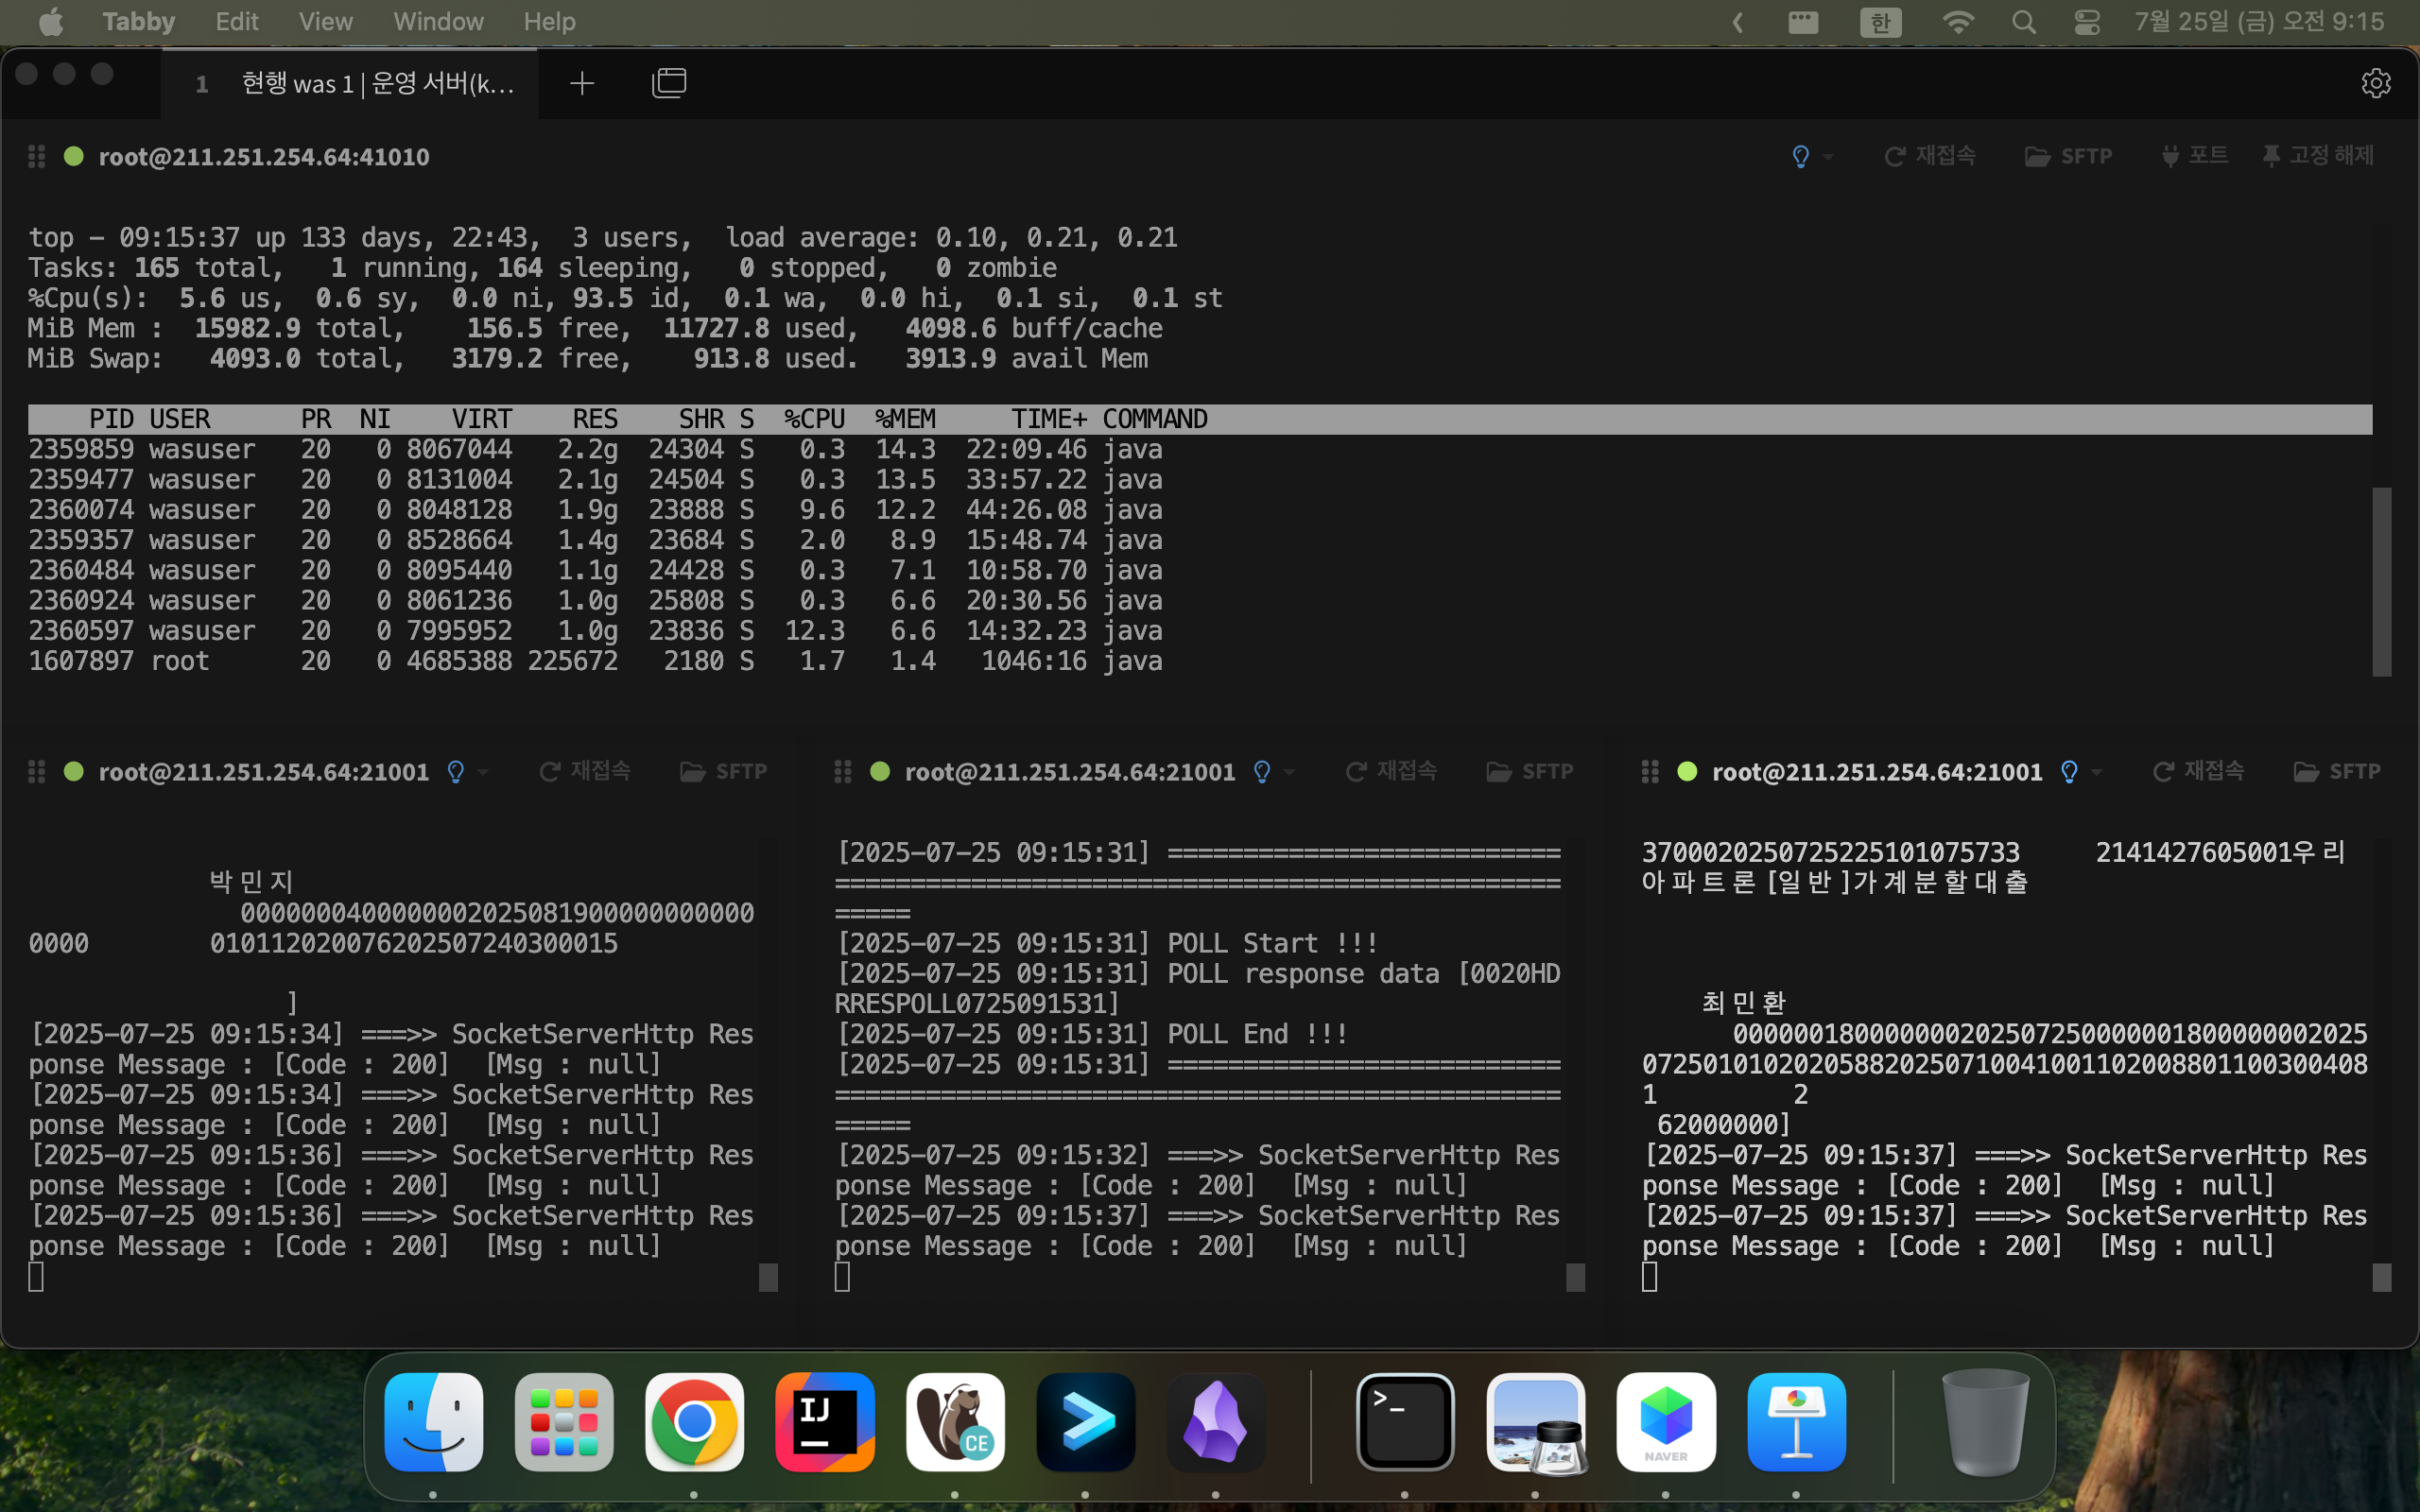 Tabby Edit View Window Help 한 7월 25일 (금) 오전 9:15
1 현행 was 1 | 운영 서버(k...
root@211.251.254.64:41010 재접속 SFTP 포트 고정 해제
top - 09:15:37 up 133 days, 22:43, 3 users, load average: 0.10, 0.21, 0.21
Tasks: 165 total, 1 running, 164 sleeping, 0 stopped, 0 zombie
%Cpu(s): 5.6 us, 0.6 sy, 0.0 ni, 93.5 id, 0.1 wa, 0.0 hi, 0.1 si, 0.1 st
MiB Mem : 15982.9 total, 156.5 free, 11727.8 used, 4098.6 buff/cache
MiB Swap: 4093.0 total, 3179.2 free, 913.8 used. 3913.9 avail Mem
PID USER PR NI VIRT RES SHR S %CPU %MEM TIME+ COMMAND
2359859 wasuser 20 0 8067044 2.2g 24304 S 0.3 14.3 22:09.46 java
2359477 wasuser 20 0 8131004 2.1g 24504 S 0.3 13.5 33:57.22 java
2360074 wasuser 20 0 8048128 1.9g 23888 S 9.6 12.2 44:26.08 java
2359357 wasuser 20 0 8528664 1.4g 23684 S 2.0 8.9 15:48.74 java
2360484 wasuser 20 0 8095440 1.1g 24428 S 0.3 7.1 10:58.70 java
2360924 wasuser 20 0 8061236 1.0g 25808 S 0.3 6.6 20:30.56 java
2360597 wasuser 20 0 7995952 1.0g 23836 S 12.3 6.6 14:32.23 java
1607897 root 20 0 4685388 225672 2180 S 1.7 1.4 1046:16 java
root@211.251.254.64:21001 재접속 SFTP
박민지
0000000400000000202508190000000000
0000 010112020076202507240300015
]
[2025-07-25 09:15:34] ===>> SocketServerHttp Res
ponse Message : [Code : 200] [Msg : null]
[2025-07-25 09:15:34] ===>> SocketServerHttp Res
ponse Message : [Code : 200] [Msg : null]
[2025-07-25 09:15:36] ===>> SocketServerHttp Res
ponse Message : [Code : 200] [Msg : null]
[2025-07-25 09:15:36] ===>> SocketServerHttp Res
ponse Message : [Code : 200] [Msg : null]
root@211.251.254.64:21001 재접속 SFTP
[2025-07-25 09:15:31] ==========================
================================================
=====
[2025-07-25 09:15:31] POLL Start !!!
[2025-07-25 09:15:31] POLL response data [0020HD
RRESPOLL0725091531]
[2025-07-25 09:15:31] POLL End !!!
[2025-07-25 09:15:31] ==========================
================================================
=====
[2025-07-25 09:15:32] ===>> SocketServerHttp Res
ponse Message : [Code : 200] [Msg : null]
[2025-07-25 09:15:37] ===>> SocketServerHttp Res
ponse Message : [Code : 200] [Msg : null]
root@211.251.254.64:21001 재접속 SFTP
3700020250725225101075733 2141427605001우리
아파트론 [일반]가계분할대출
최민환
00000018000000002025072500000018000000002025
072501010202058820250710041001102008801100300408
1 2
62000000]
[2025-07-25 09:15:37] ===>> SocketServerHttp Res
ponse Message : [Code : 200] [Msg : null]
[2025-07-25 09:15:37] ===>> SocketServerHttp Res
ponse Message : [Code : 200] [Msg : null]
IJ
CE
>_
NAVER